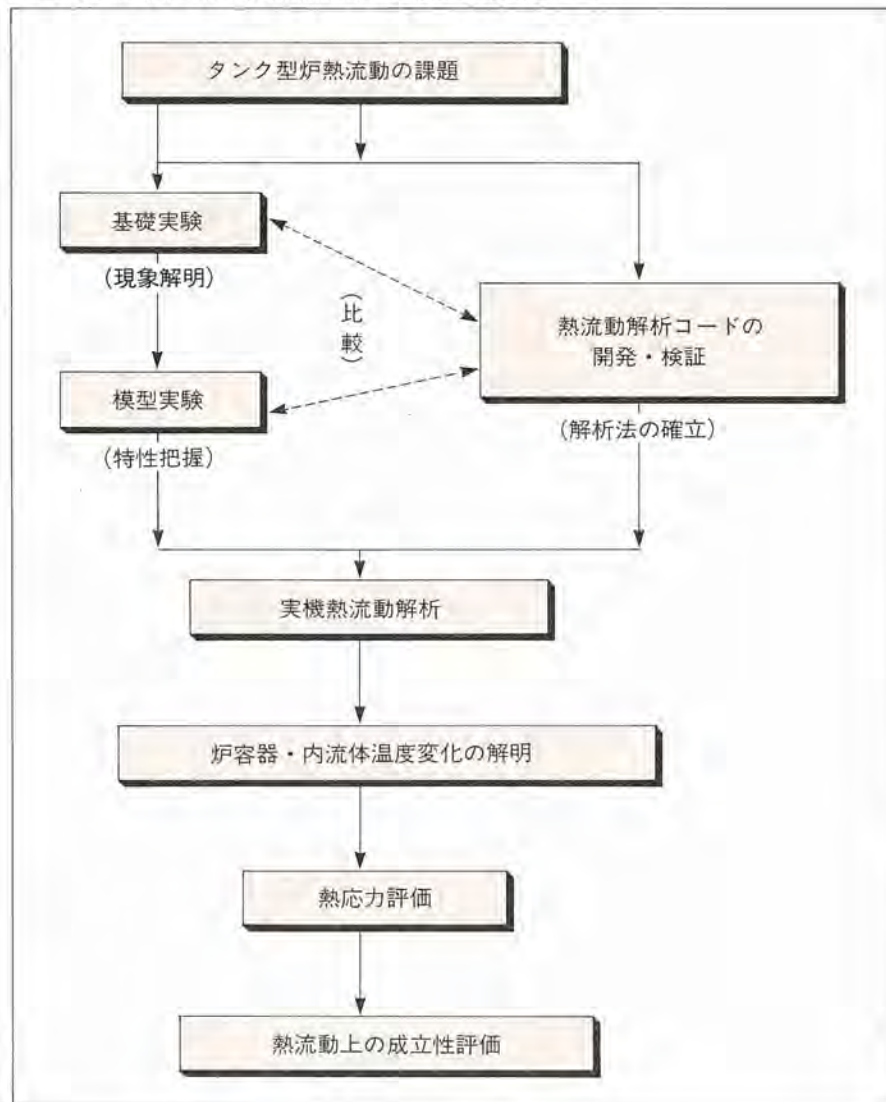 タンク型炉熱流動の課題
基礎実験
(現象解明)
(比較)
熱流動解析コードの
開発・検証
模型実験
(特性把握)
(解析法の確立)
実機熱流動解析
炉容器・内流体温度変化の解明
熱応力評価
熱流動上の成立性評価